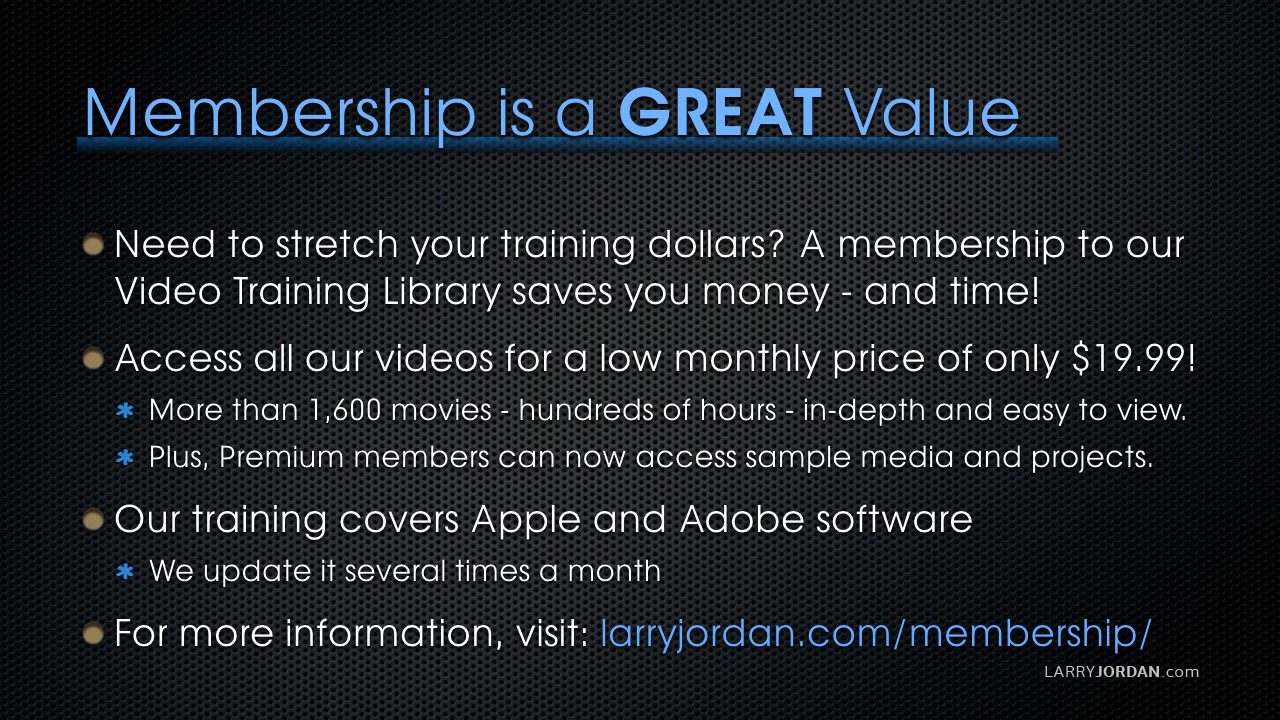 Membership is a GREAT Value
Need to stretch your training dollars? A membership to our
Video Training Library saves you money - and time!
Access all our videos for a low monthly price of only $19.99!
More than 1,600 movies - hundreds of hours - in-depth and easy to view.
Plus, Premium members can now access sample media and projects.
Our training covers Apple and Adobe software
We update it several times a month
For more information, visit: larryjordan.com/membership/
LARRYJORDAN.com